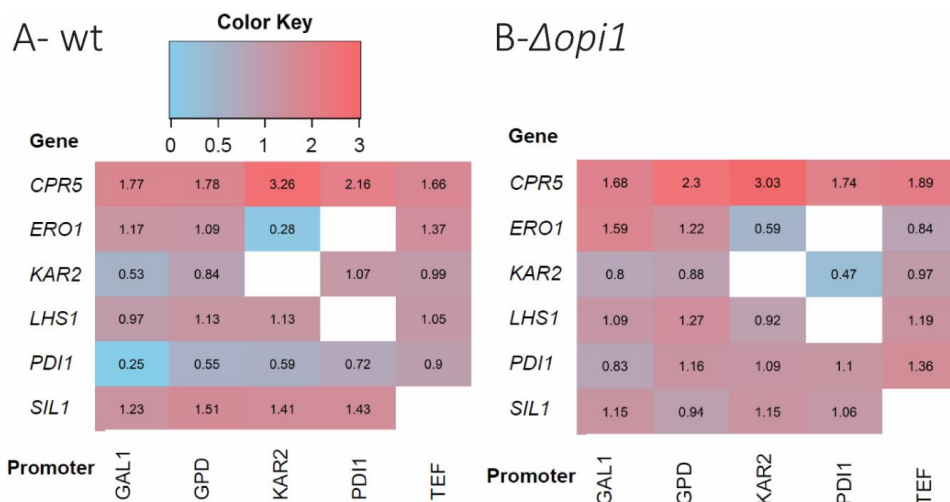 A- wt
Color Key
0 0.5 1 2 3
Gene
CPR5 1.77 1.78 3.26 2.16 1.66
ERO1 1.17 1.09 0.28 1.37
KAR2 0.53 0.84 1.07 0.99
LHS1 0.97 1.13 1.13 1.05
PDI1 0.25 0.55 0.59 0.72 0.9
SIL1 1.23 1.51 1.41 1.43
Promoter GAL1 GPD KAR2 PDI1 TEF
B-Δopi1
Gene
CPR5 1.68 2.3 3.03 1.74 1.89
ERO1 1.59 1.22 0.59 0.84
KAR2 0.8 0.88 0.47 0.97
LHS1 1.09 1.27 0.92 1.19
PDI1 0.83 1.16 1.09 1.1 1.36
SIL1 1.15 0.94 1.15 1.06
Promoter GAL1 GPD KAR2 PDI1 TEF